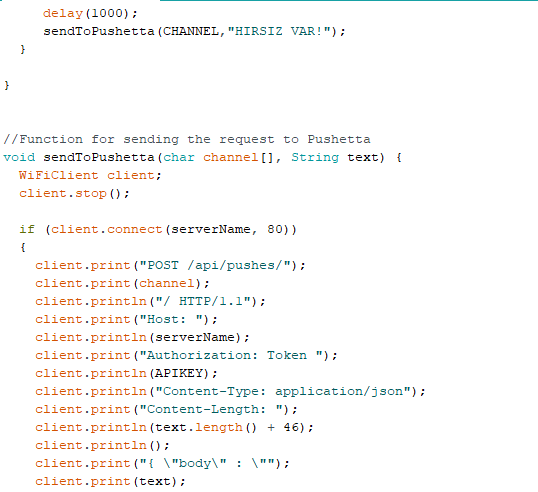 delay(1000);
sendToPushetta(CHANNEL,"HIRSIZ VAR!");
}
}
//Function for sending the request to Pushetta
void sendToPushetta(char channel[], String text) {
WiFiClient client;
client.stop();
if (client.connect(serverName, 80))
{
client.print("POST /api/pushes/");
client.print(channel);
client.println("/ HTTP/1.1");
client.print("Host: ");
client.println(serverName);
client.print("Authorization: Token ");
client.println(APIKEY);
client.println("Content-Type: application/json");
client.print("Content-Length: ");
client.println(text.length() + 46);
client.println();
client.print("{ \"body\" : \"");
client.print(text);